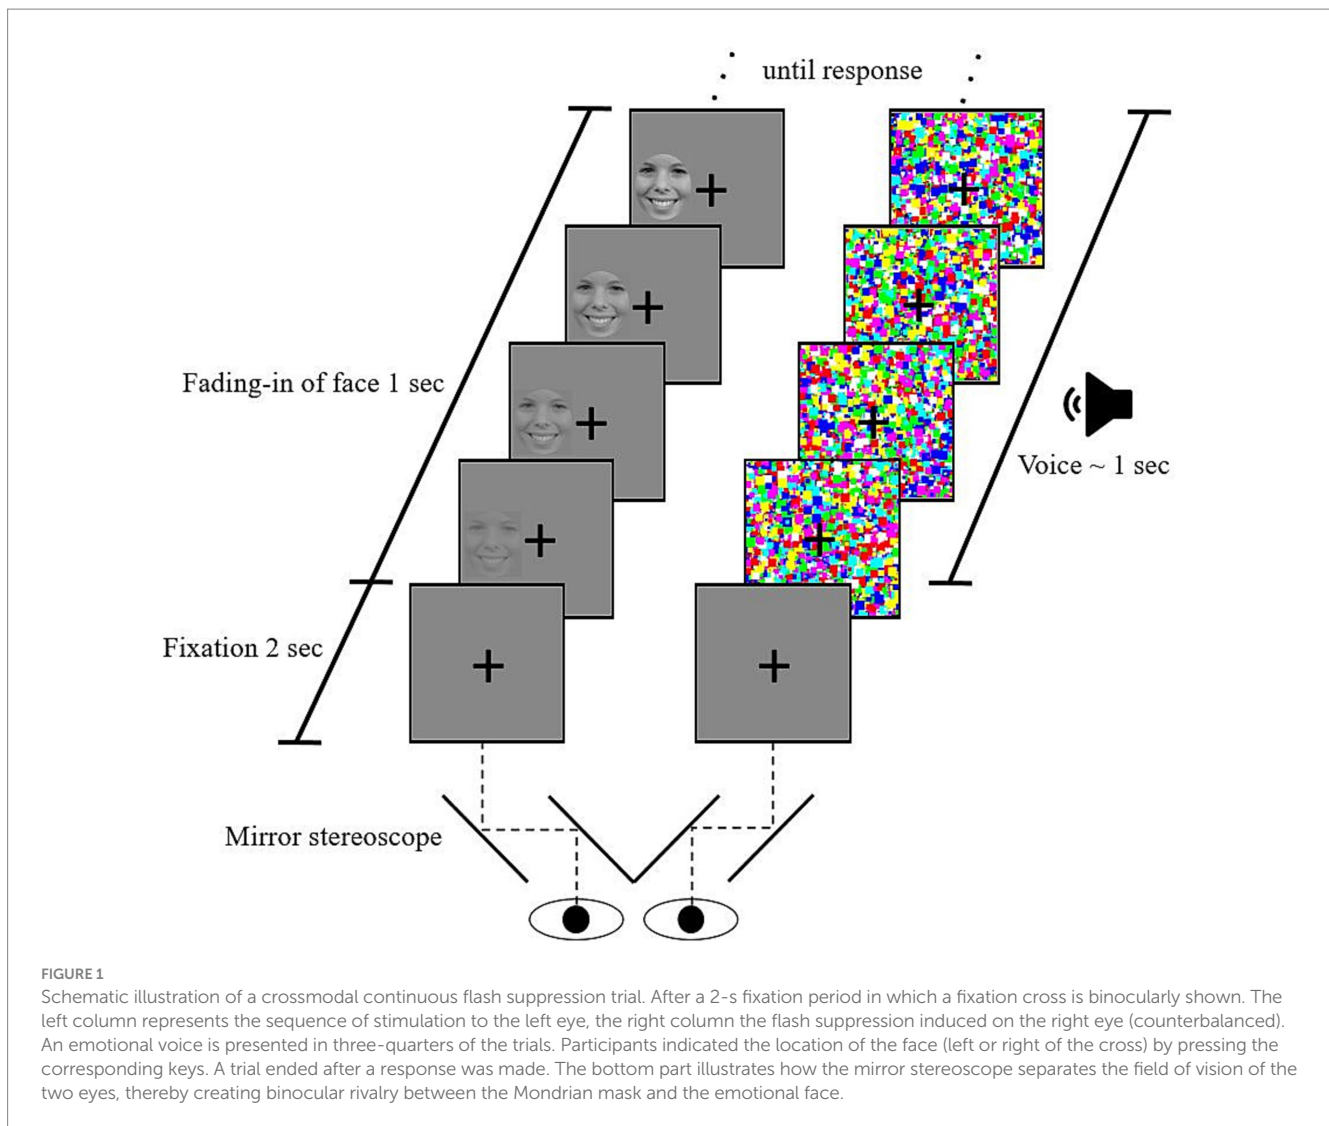 until response
Fading-in of face 1 sec
Voice ~ 1 sec
Fixation 2 sec
Mirror stereoscope
FIGURE 1
Schematic illustration of a crossmodal continuous flash suppression trial. After a 2-s fixation period in which a fixation cross is binocularly shown. The
left column represents the sequence of stimulation to the left eye, the right column the flash suppression induced on the right eye (counterbalanced).
An emotional voice is presented in three-quarters of the trials. Participants indicated the location of the face (left or right of the cross) by pressing the
corresponding keys. A trial ended after a response was made. The bottom part illustrates how the mirror stereoscope separates the field of vision of the
two eyes, thereby creating binocular rivalry between the Mondrian mask and the emotional face.